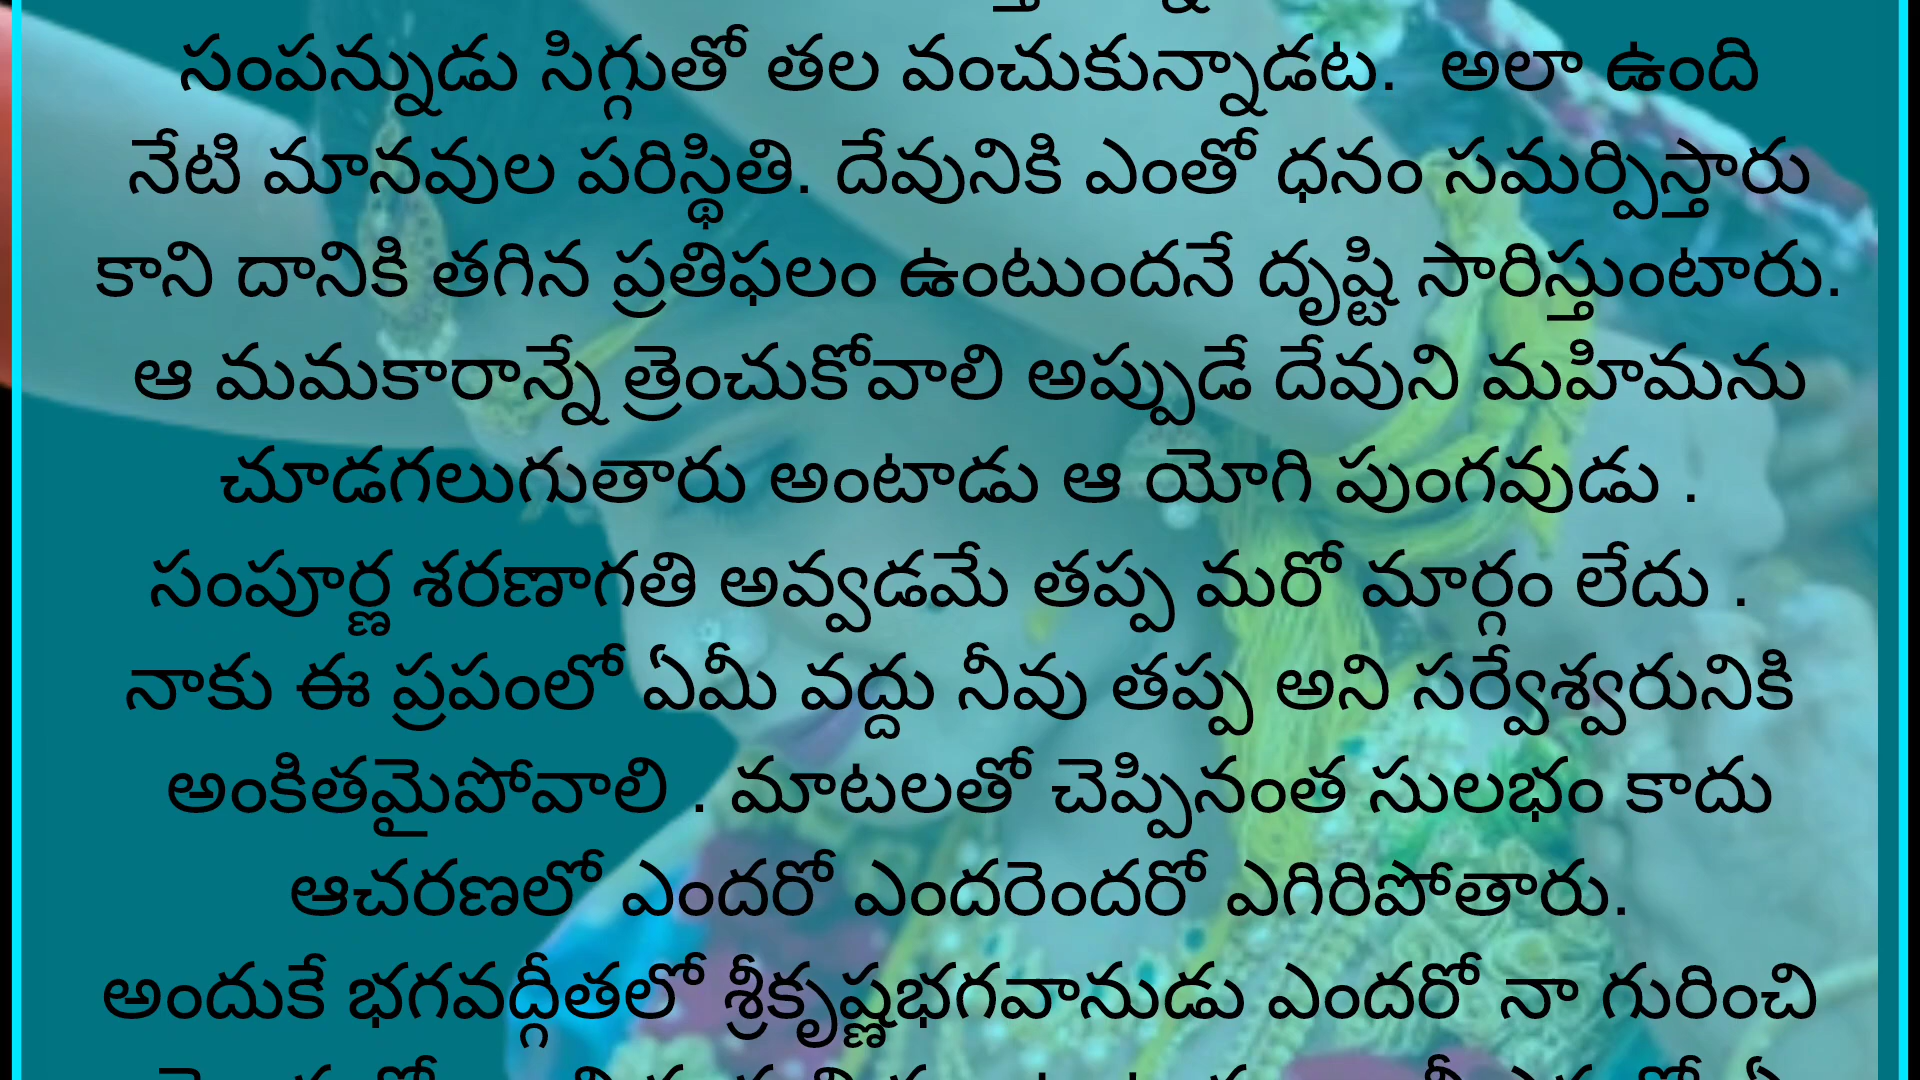 సంపన్నుడు సిగ్గుతో తల వంచుకున్నాడట. అలా ఉంది
నేటి మానవుల పరిస్థితి. దేవునికి ఎంతో ధనం సమర్పిస్తారు
కాని దానికి తగిన ప్రతిఫలం ఉంటుందనే దృష్టి సారిస్తుంటారు.
ఆ మమకారాన్నే త్రెంచుకోవాలి అప్పుడే దేవుని మహిమను
చూడగలుగుతారు అంటాడు ఆ యోగి పుంగవుడు .
సంపూర్ణ శరణాగతి అవ్వడమే తప్ప మరో మార్గం లేదు .
నాకు ఈ ప్రపంలో ఏమీ వద్దు నీవు తప్ప అని సర్వేశ్వరునికి
అంకితమైపోవాలి . మాటలతో చెప్పినంత సులభం కాదు
ఆచరణలో ఎందరో ఎందరెందరో ఎగిరిపోతారు.
అందుకే భగవద్గీతలో శ్రీకృష్ణభగవానుడు ఎందరో నా గురించి